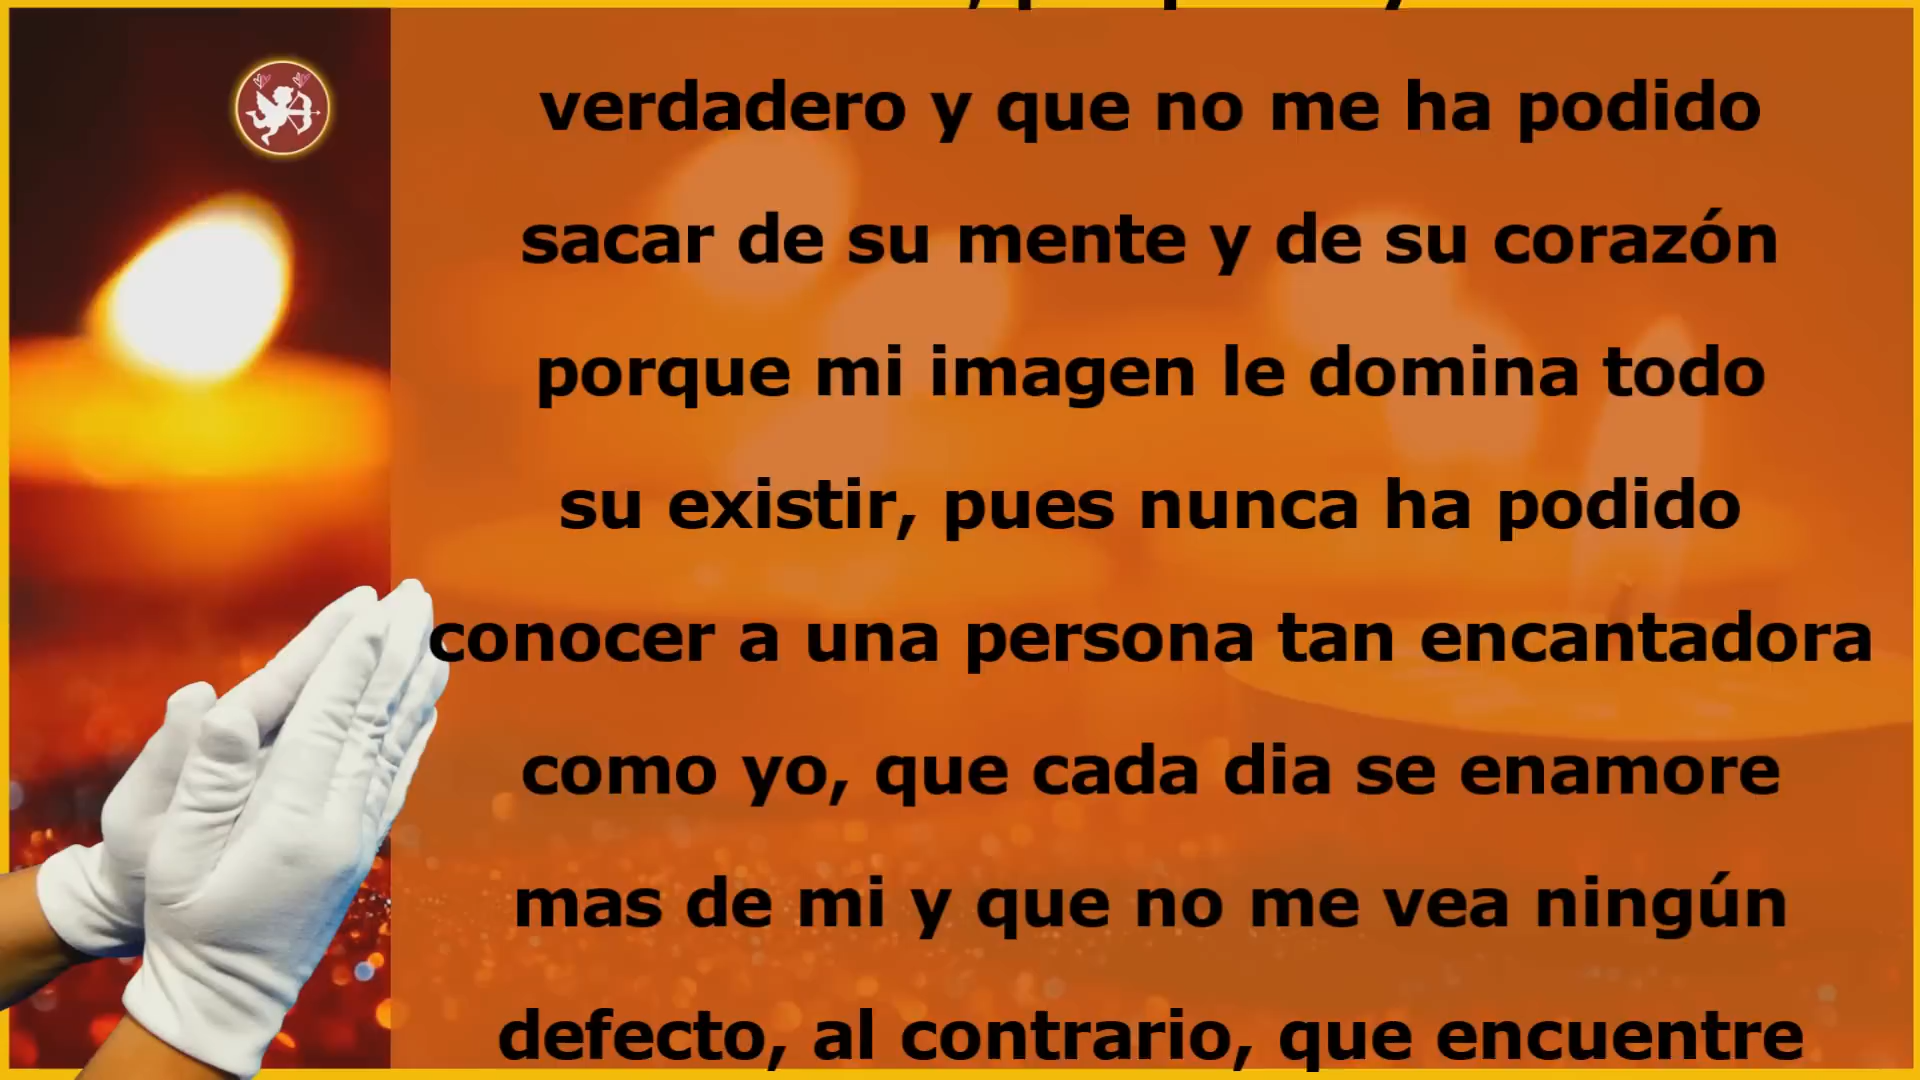 verdadero y que no me ha podido
sacar de su mente y de su corazón
porque mi imagen le domina todo
su existir, pues nunca ha podido
conocer a una persona tan encantadora
como yo, que cada dia se enamore
mas de mi y que no me vea ningún
defecto, al contrario, que encuentre